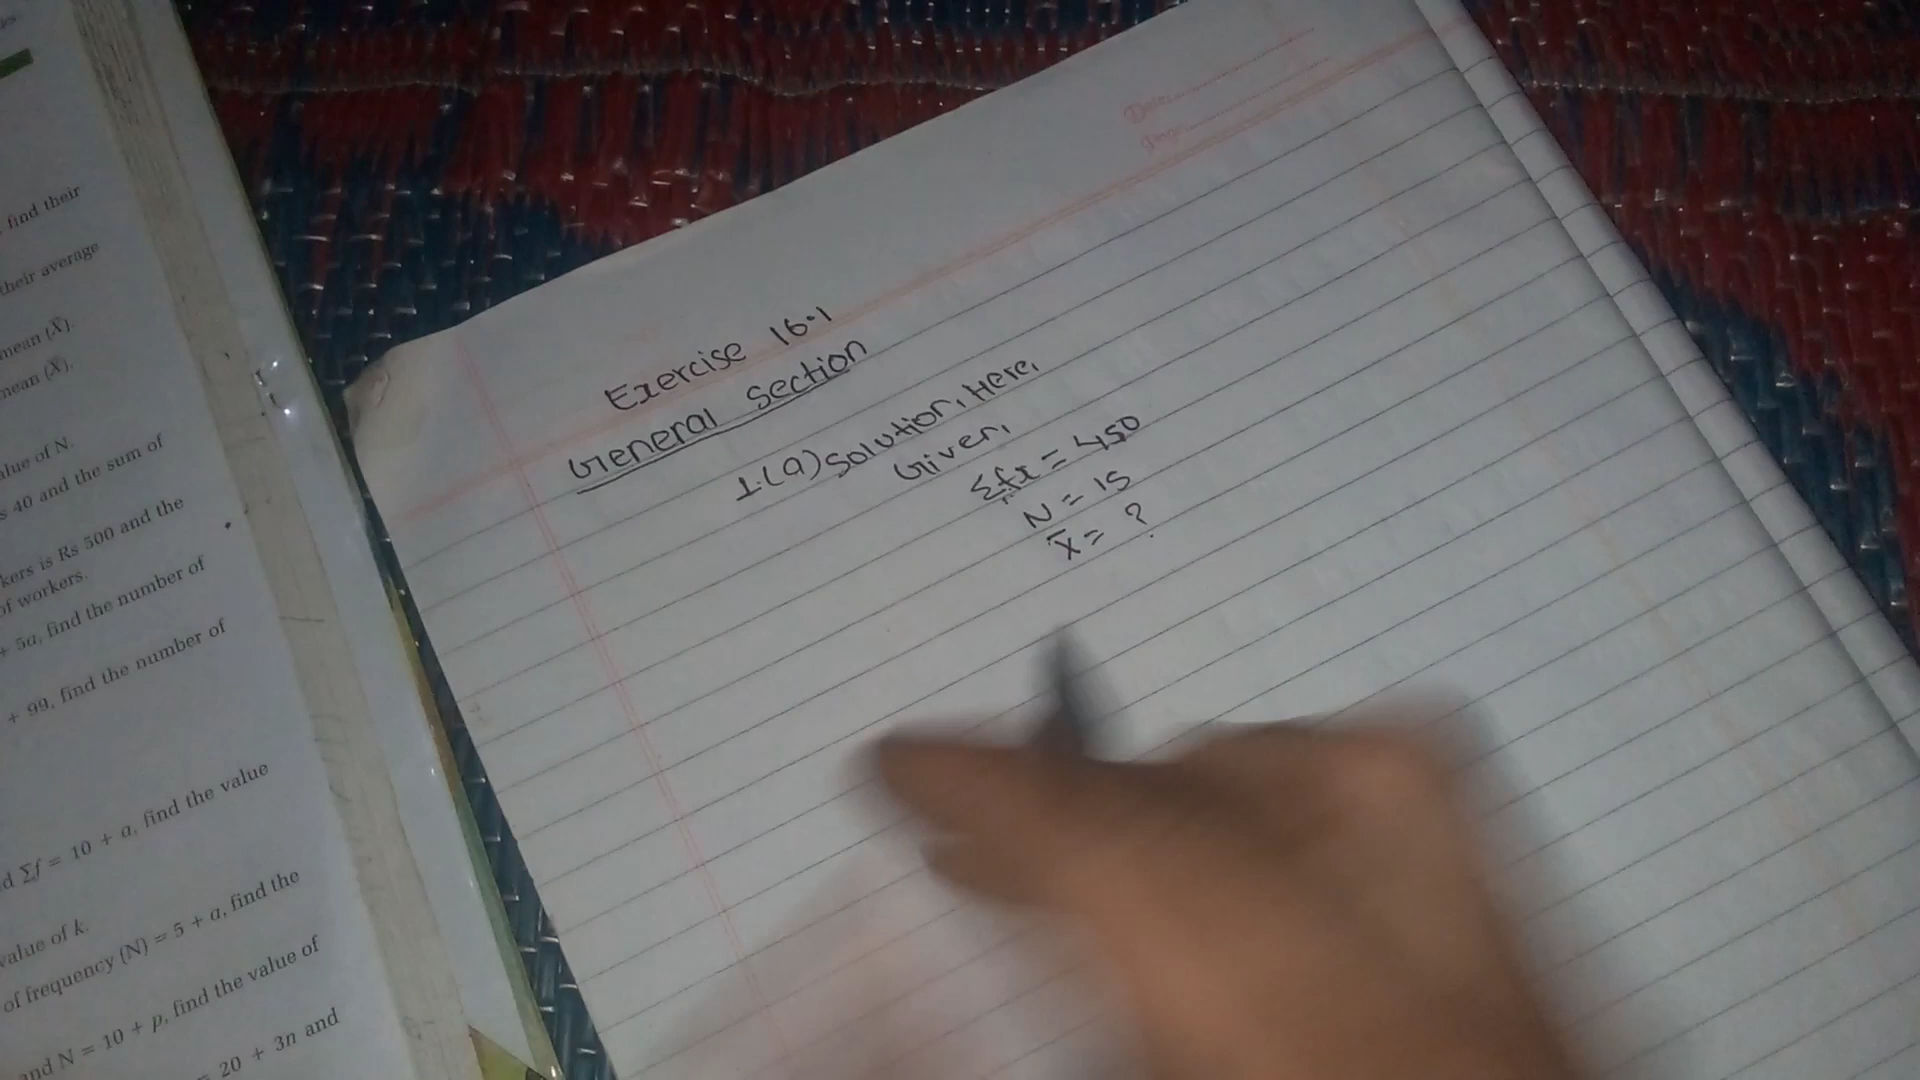 find their
their average
mean (X̄).
mean (X̄).
value of N.
s 40 and the sum of
kers is Rs 500 and the
of workers.
+ 5a, find the number of
+ 99, find the number of
d Σf = 10 + a, find the value
value of k.
of frequency (N) = 5 + a, find the
and N = 10 + p, find the value of
= 20 + 3n and
Exercise 16.1
General Section
1.(a) Solution, Here,
Given,
Σfx = 450
N = 15
X̄ = ?